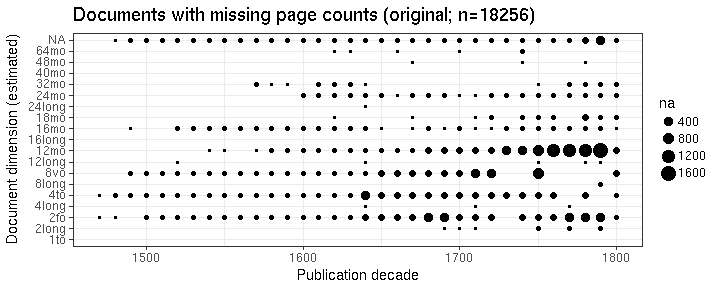 Documents with missing page counts (original; n=18256)
Document dimension (estimated)
NA
64mo
48mo
40mo
32mo
24mo
24long
18mo
16mo
16long
12mo
12long
8vo
8long
4to
4long
2fo
2long
1to
1500 1600 1700 1800
Publication decade
na
400
800
1200
1600